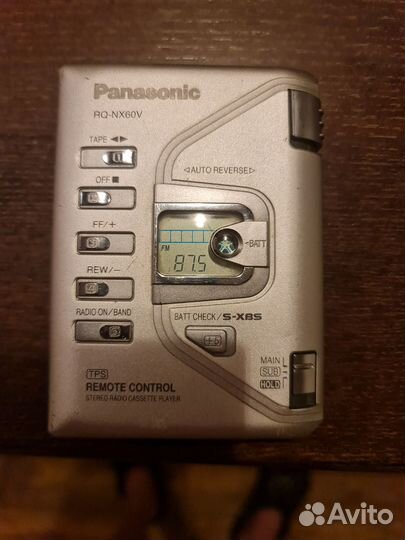 Panasonic
RQ-NX60V
TAPE ◀▶
◁AUTO REVERSE▷
OFF ■
FF/+
FM
87.5
◁BATT
REW/−
RADIO ON/BAND
BATT CHECK/S-XBS
MAIN
SUB
HOLD
TPS
REMOTE CONTROL
STEREO RADIO CASSETTE PLAYER
Avito